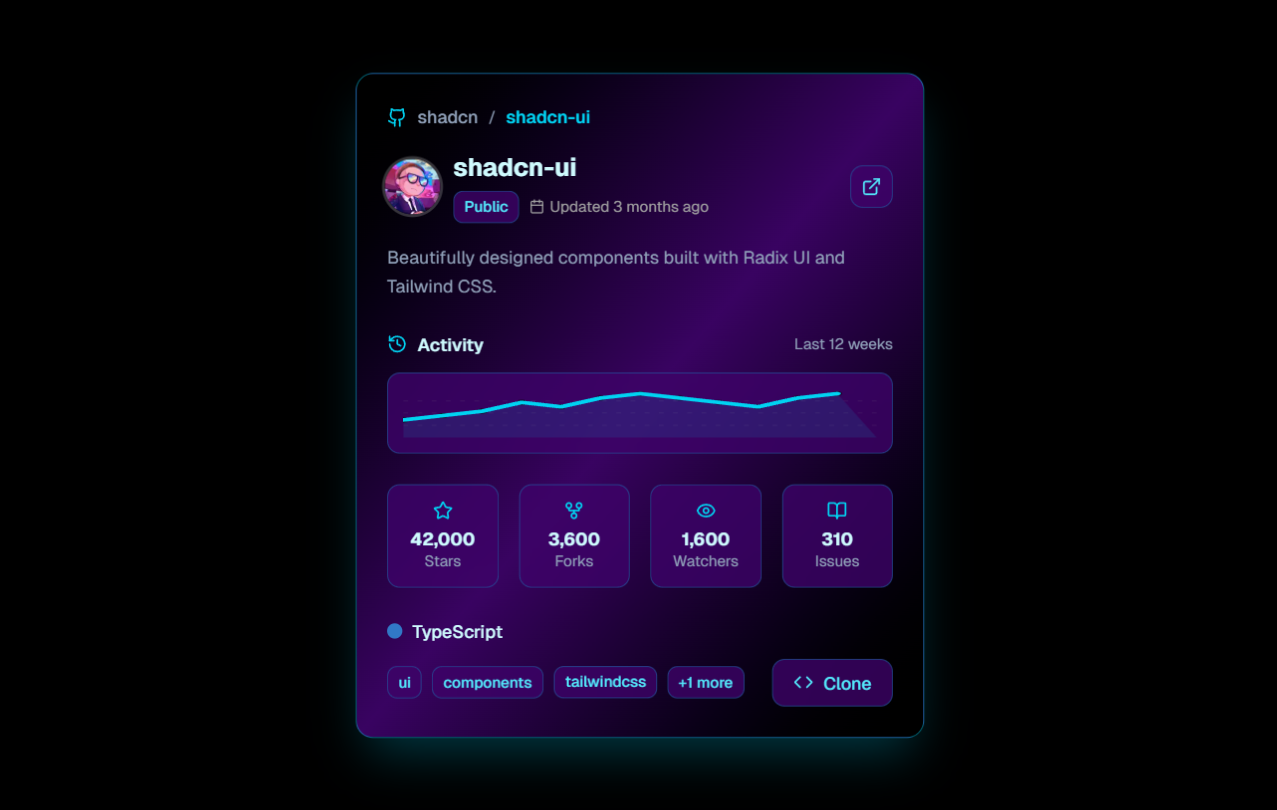 shadcn / shadcn-ui
shadcn-ui
Public Updated 3 months ago
Beautifully designed components built with Radix UI and
Tailwind CSS.
Activity Last 12 weeks
42,000 3,600 1,600 310
Stars Forks Watchers Issues
TypeScript
ui components tailwindcss +1 more Clone